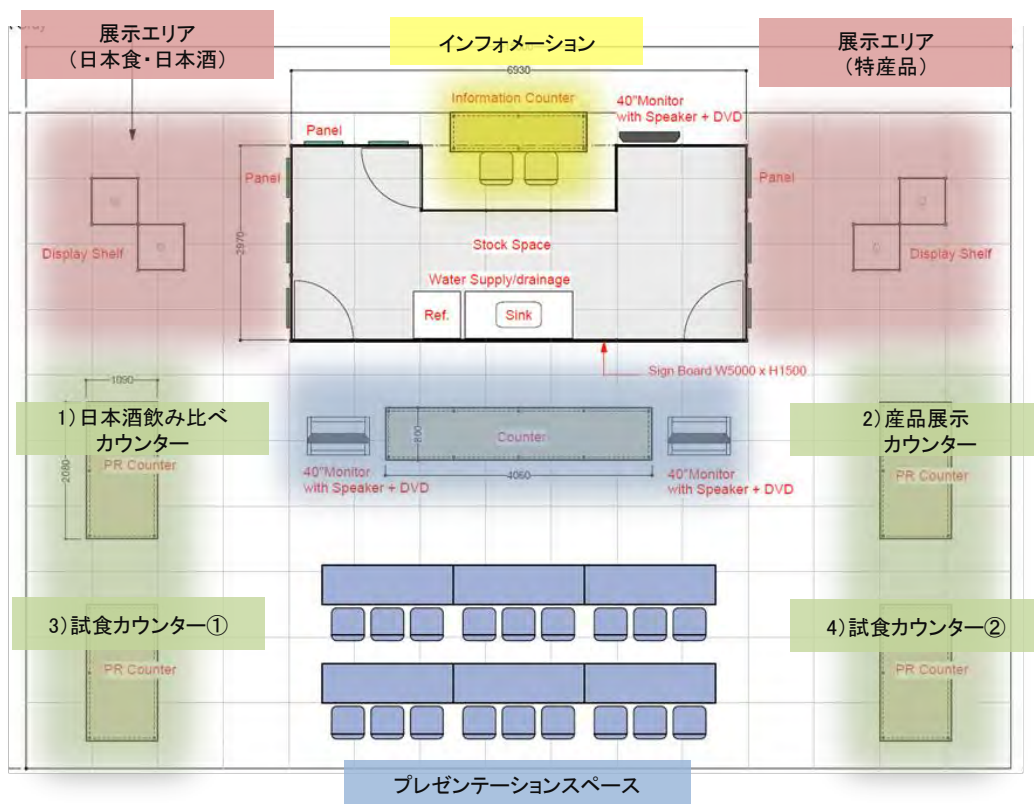 展示エリア
（日本食・日本酒）
インフォメーション
展示エリア
（特産品）
6930
Information Counter
40"Monitor
with Speaker + DVD
Panel
Panel
Panel
2970
Display Shelf
Display Shelf
Stock Space
Water Supply/drainage
Ref.
Sink
Sign Board W5000 x H1500
1090
1）日本酒飲み比べ
カウンター
PR Counter
2080
800
Counter
4060
40"Monitor
with Speaker + DVD
40"Monitor
with Speaker + DVD
2）産品展示
カウンター
PR Counter
3）試食カウンター①
PR Counter
4）試食カウンター②
PR Counter
プレゼンテーションスペース